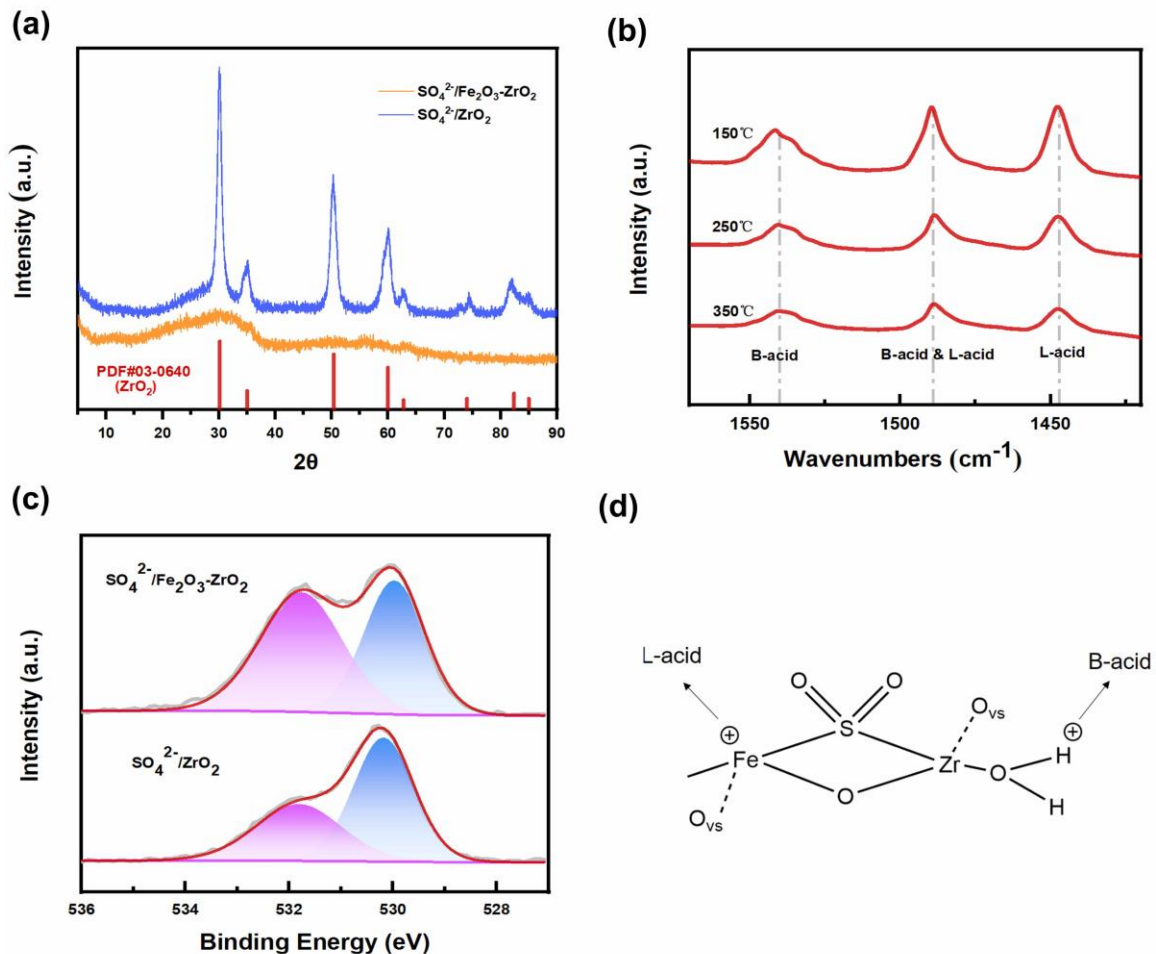 (a)
Intensity (a.u.)
SO₄²⁻/Fe₂O₃-ZrO₂
SO₄²⁻/ZrO₂
PDF#03-0640
(ZrO₂)
10 20 30 40 50 60 70 80 90
2θ
(b)
Intensity (a.u.)
150℃
250℃
350℃
B-acid
B-acid & L-acid
L-acid
1550 1500 1450
Wavenumbers (cm⁻¹)
(c)
Intensity (a.u.)
SO₄²⁻/Fe₂O₃-ZrO₂
SO₄²⁻/ZrO₂
536 534 532 530 528
Binding Energy (eV)
(d)
L-acid
B-acid
O O
S
Ovs
+
+
Fe
Zr
O
H
O
H
Ovs